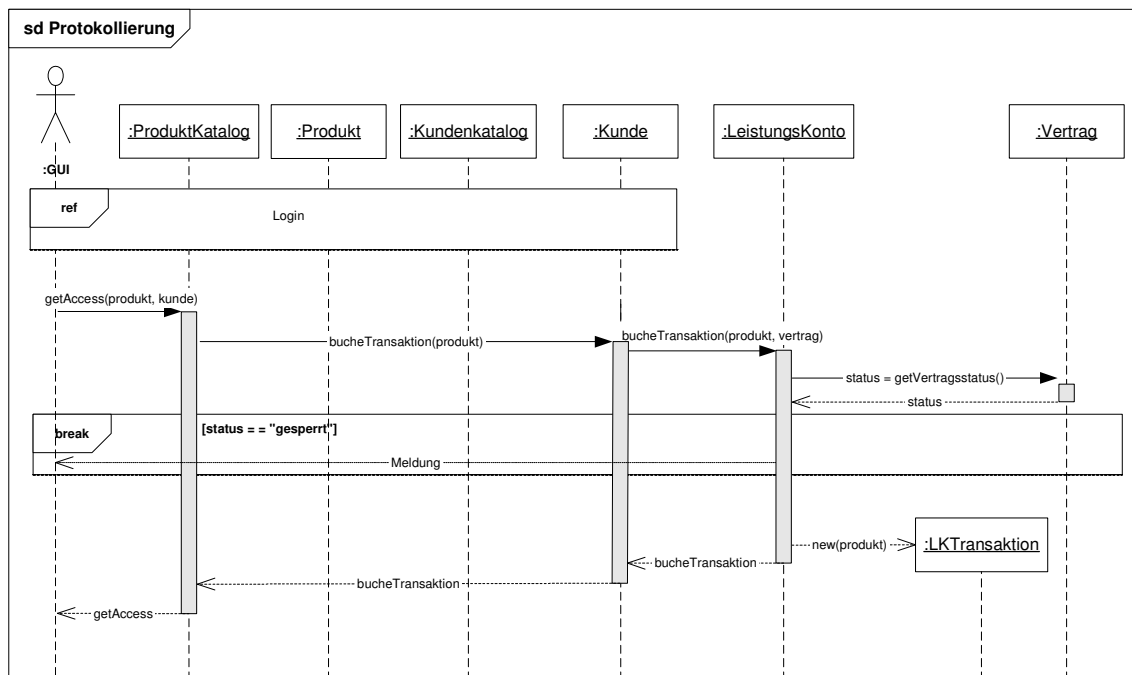 sd Protokollierung
:GUI
:ProduktKatalog
:Produkt
:Kundenkatalog
:Kunde
:LeistungsKonto
:Vertrag
ref
Login
getAccess(produkt, kunde)
bucheTransaktion(produkt)
bucheTransaktion(produkt, vertrag)
status = getVertragsstatus()
status
break
[status = = "gesperrt"]
Meldung
new(produkt)
:LKTransaktion
bucheTransaktion
bucheTransaktion
getAccess